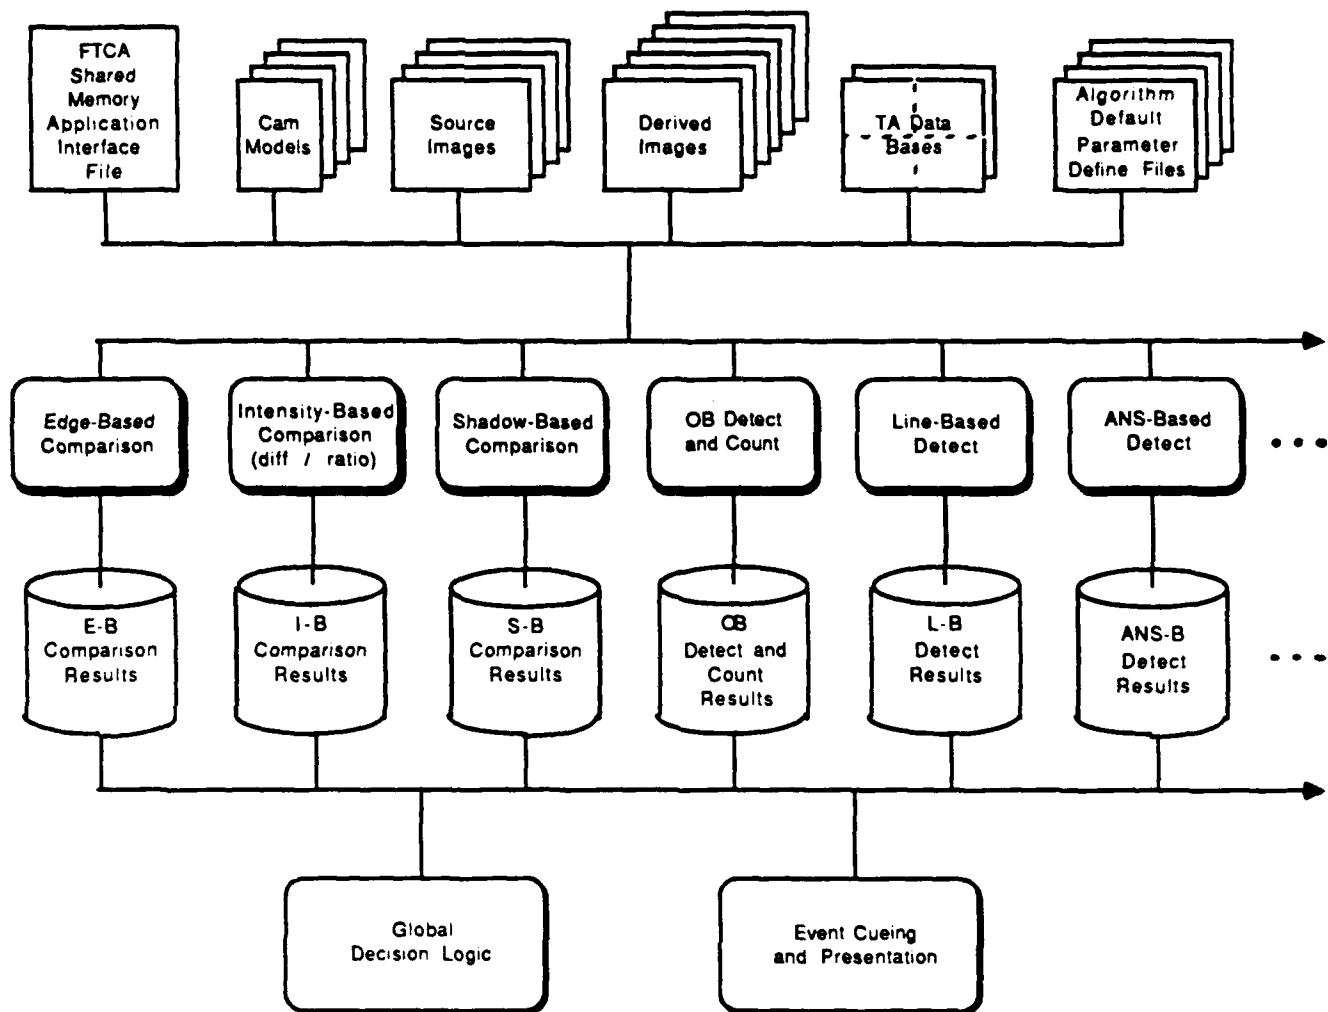 FTCA
Shared
Memory
Application
Interface
File
Cam
Models
Source
Images
Derived
Images
TA Data
Bases
Algorithm
Default
Parameter
Define Files
Edge-Based
Comparison
Intensity-Based
Comparison
(diff / ratio)
Shadow-Based
Comparison
OB Detect
and Count
Line-Based
Detect
ANS-Based
Detect
• • •
E-B
Comparison
Results
I-B
Comparison
Results
S-B
Comparison
Results
OB
Detect and
Count
Results
L-B
Detect
Results
ANS-B
Detect
Results
• • •
Global
Decision Logic
Event Cueing
and Presentation